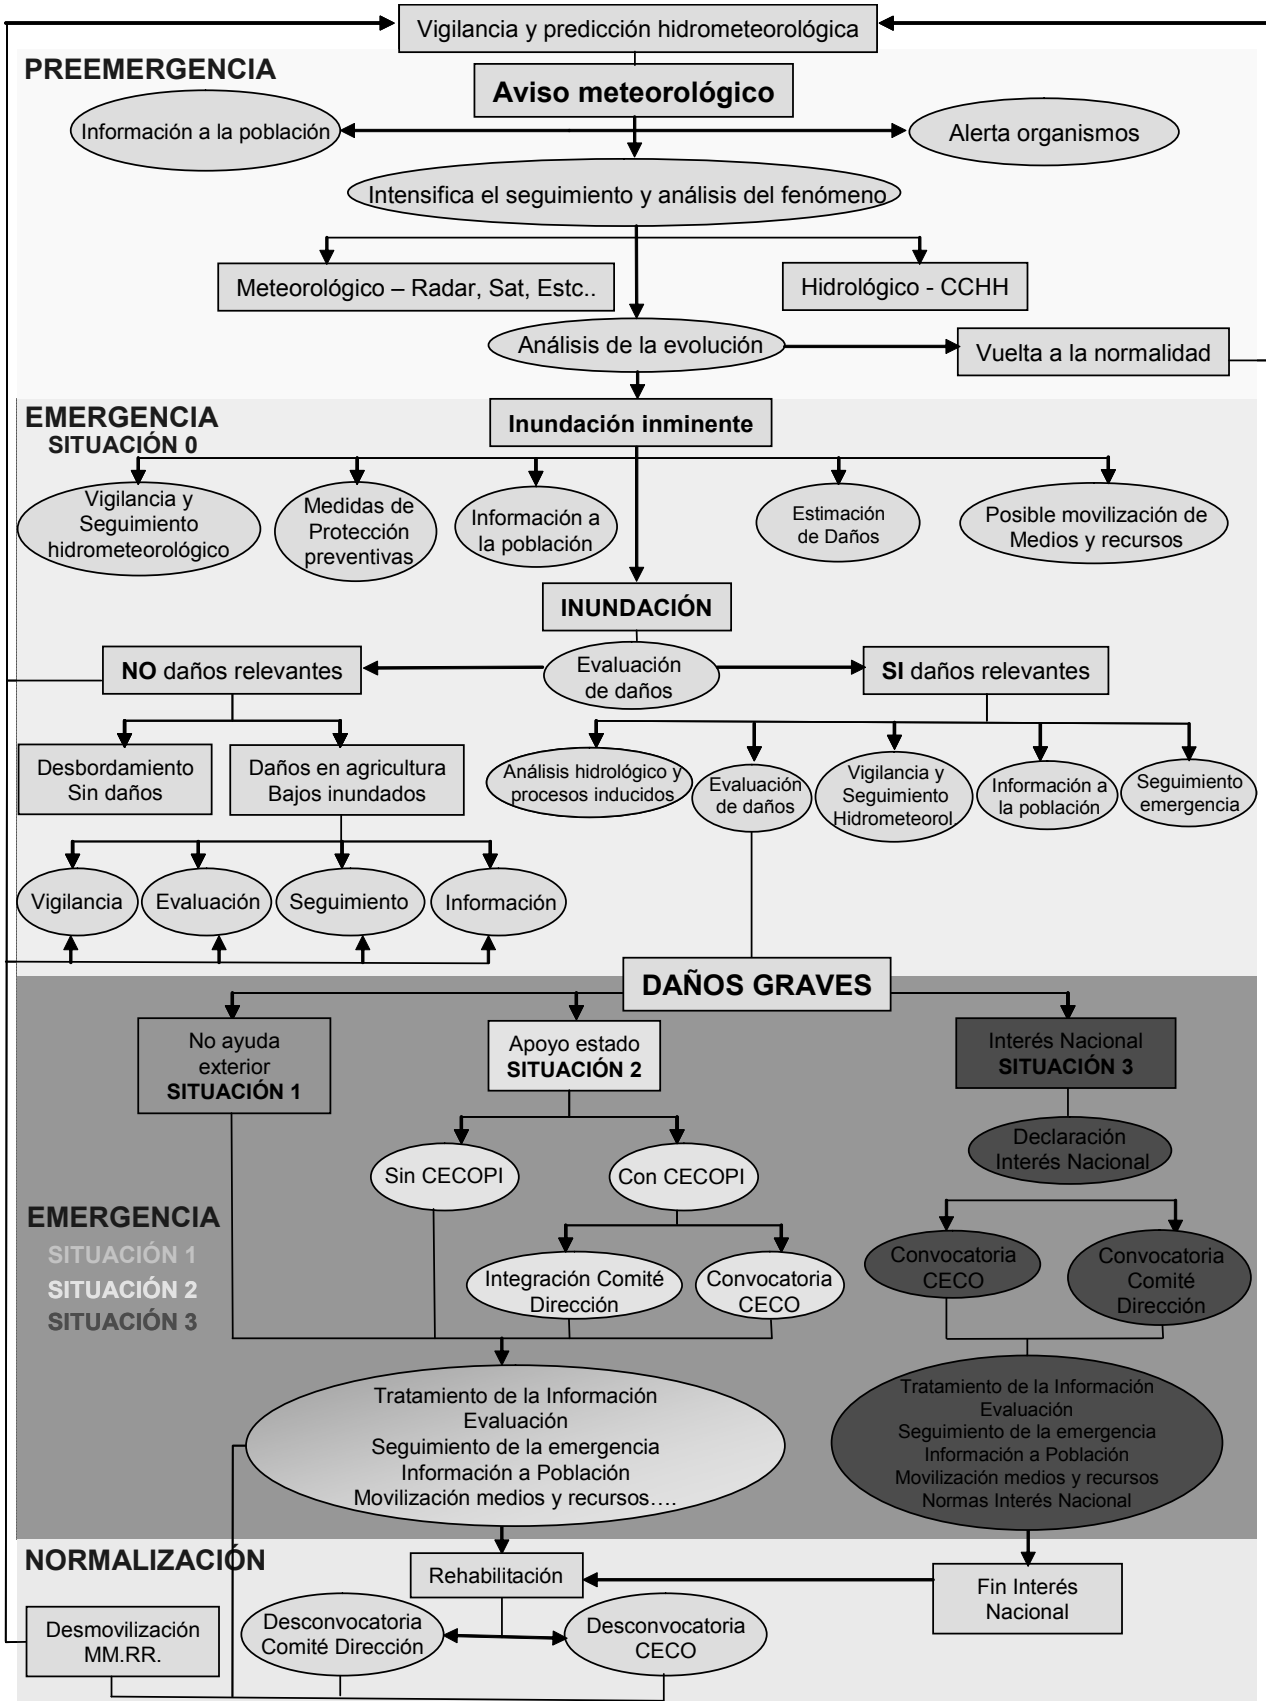 Vigilancia y predicción hidrometeorológica
PREEMERGENCIA
Aviso meteorológico
Información a la población
Alerta organismos
Intensifica el seguimiento y análisis del fenómeno
Meteorológico – Radar, Sat, Estc..
Hidrológico - CCHH
Análisis de la evolución
Vuelta a la normalidad
EMERGENCIA
SITUACIÓN 0
Inundación inminente
Vigilancia y
Seguimiento
hidrometeorológico
Medidas de
Protección
preventivas
Información a
la población
Estimación
de Daños
Posible movilización de
Medios y recursos
INUNDACIÓN
NO daños relevantes
Evaluación
de daños
SI daños relevantes
Desbordamiento
Sin daños
Daños en agricultura
Bajos inundados
Análisis hidrológico y
procesos inducidos
Evaluación
de daños
Vigilancia y
Seguimiento
Hidrometeorol.
Información a
la población
Seguimiento
emergencia
Vigilancia
Evaluación
Seguimiento
Información
DAÑOS GRAVES
No ayuda
exterior
SITUACIÓN 1
Apoyo estado
SITUACIÓN 2
Interés Nacional
SITUACIÓN 3
Declaración
Interés Nacional
Sin CECOPI
Con CECOPI
EMERGENCIA
SITUACIÓN 1
SITUACIÓN 2
SITUACIÓN 3
Integración Comité
Dirección
Convocatoria
CECO
Convocatoria
CECO
Convocatoria
Comité
Dirección
Tratamiento de la Información
Evaluación
Seguimiento de la emergencia
Información a Población
Movilización medios y recursos….
Tratamiento de la Información
Evaluación
Seguimiento de la emergencia
Información a Población
Movilización medios y recursos
Normas Interés Nacional
NORMALIZACIÓN
Rehabilitación
Fin Interés
Nacional
Desmovilización
MM.RR.
Desconvocatoria
Comité Dirección
Desconvocatoria
CECO